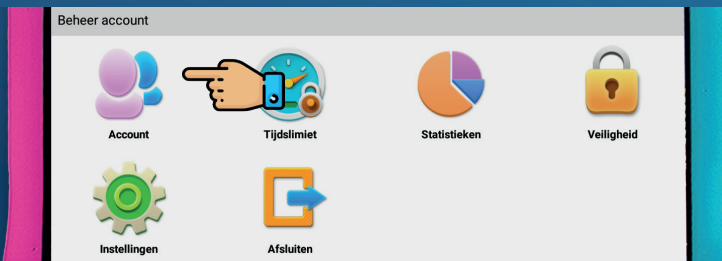 Beheer account
Account
Tijdslimiet
Statistieken
Veiligheid
Instellingen
Afsluiten